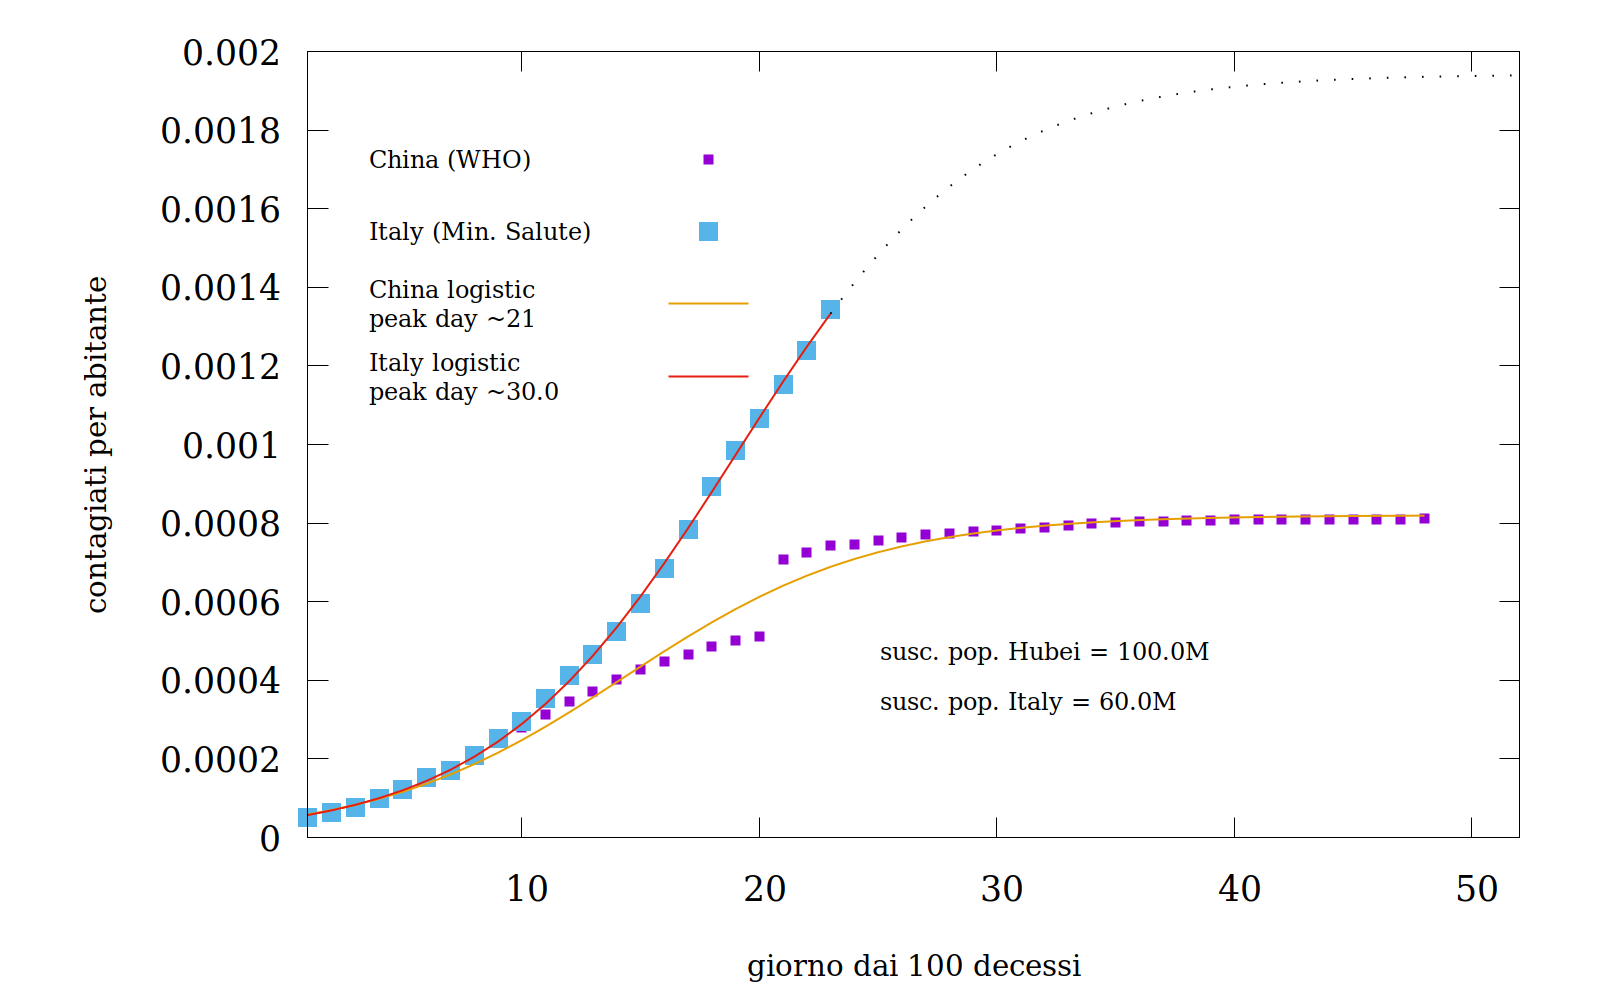 0.002
0.0018
0.0016
0.0014
0.0012
0.001
0.0008
0.0006
0.0004
0.0002
0
contagiati per abitante
China (WHO)
Italy (Min. Salute)
China logistic
peak day ~21
Italy logistic
peak day ~30.0
susc. pop. Hubei = 100.0M
susc. pop. Italy = 60.0M
10 20 30 40 50
giorno dai 100 decessi